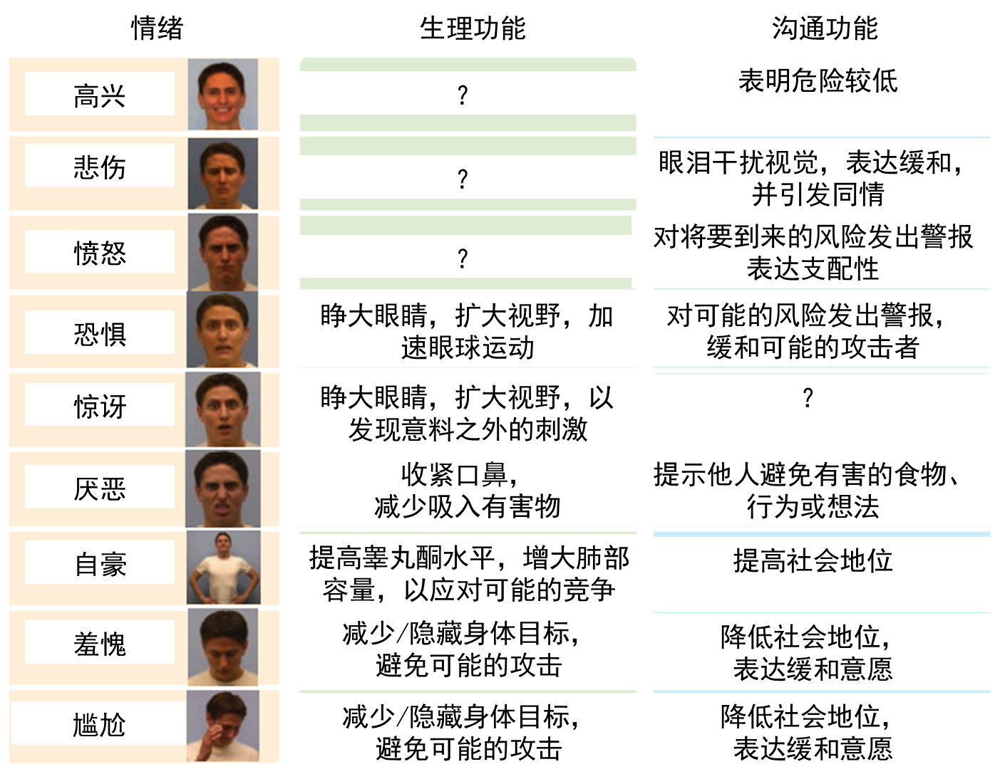 情绪 生理功能 沟通功能
高兴 ? 表明危险较低
悲伤 ? 眼泪干扰视觉，表达缓和，
并引发同情
愤怒 ? 对将要到来的风险发出警报
表达支配性
恐惧 睁大眼睛，扩大视野，加 对可能的风险发出警报，
速眼球运动 缓和可能的攻击者
惊讶 睁大眼睛，扩大视野，以 ?
发现意料之外的刺激
厌恶 收紧口鼻， 提示他人避免有害的食物、
减少吸入有害物 行为或想法
自豪 提高睾丸酮水平，增大肺部 提高社会地位
容量，以应对可能的竞争
羞愧 减少/隐藏身体目标， 降低社会地位，
避免可能的攻击 表达缓和意愿
尴尬 减少/隐藏身体目标， 降低社会地位，
避免可能的攻击 表达缓和意愿